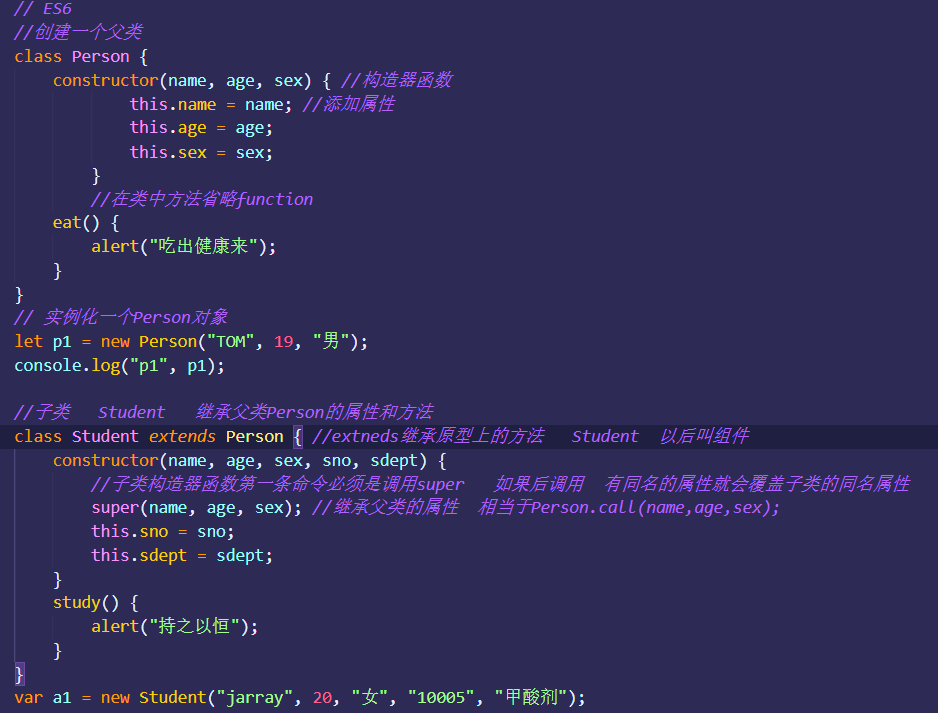 // ES6
//创建一个父类
class Person {
    constructor(name, age, sex) { //构造器函数
            this.name = name; //添加属性
            this.age = age;
            this.sex = sex;
        }
        //在类中方法省略function
    eat() {
        alert("吃出健康来");
    }
}
// 实例化一个Person对象
let p1 = new Person("TOM", 19, "男");
console.log("p1", p1);
//子类   Student   继承父类Person的属性和方法
class Student extends Person { //extneds继承原型上的方法   Student  以后叫组件
    constructor(name, age, sex, sno, sdept) {
        //子类构造器函数第一条命令必须是调用super   如果后调用  有同名的属性就会覆盖子类的同名属性
        super(name, age, sex); //继承父类的属性  相当于Person.call(name,age,sex);
        this.sno = sno;
        this.sdept = sdept;
    }
    study() {
        alert("持之以恒");
    }
}
var a1 = new Student("jarray", 20, "女", "10005", "甲酸剂");